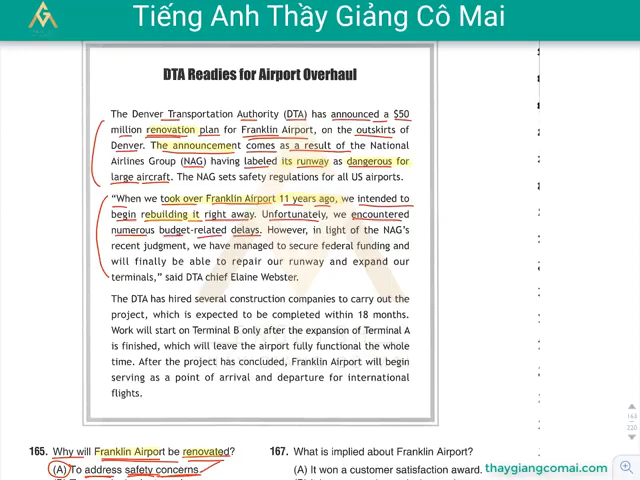 Tiếng Anh Thầy Giảng Cô Mai
DTA Readies for Airport Overhaul
The Denver Transportation Authority (DTA) has announced a $50
million renovation plan for Franklin Airport, on the outskirts of
Denver. The announcement comes as a result of the National
Airlines Group (NAG) having labeled its runway as dangerous for
large aircraft. The NAG sets safety regulations for all US airports.
“When we took over Franklin Airport 11 years ago, we intended to
begin rebuilding it right away. Unfortunately, we encountered
numerous budget-related delays. However, in light of the NAG’s
recent judgment, we have managed to secure federal funding and
will finally be able to repair our runway and expand our
terminals,” said DTA chief Elaine Webster.
The DTA has hired several construction companies to carry out the
project, which is expected to be completed within 18 months.
Work will start on Terminal B only after the expansion of Terminal A
is finished, which will leave the airport fully functional the whole
time. After the project has concluded, Franklin Airport will begin
serving as a point of arrival and departure for international
flights.
163
220
165. Why will Franklin Airport be renovated?
(A) To address safety concerns
167. What is implied about Franklin Airport?
(A) It won a customer satisfaction award.
thaygiangcomai.com